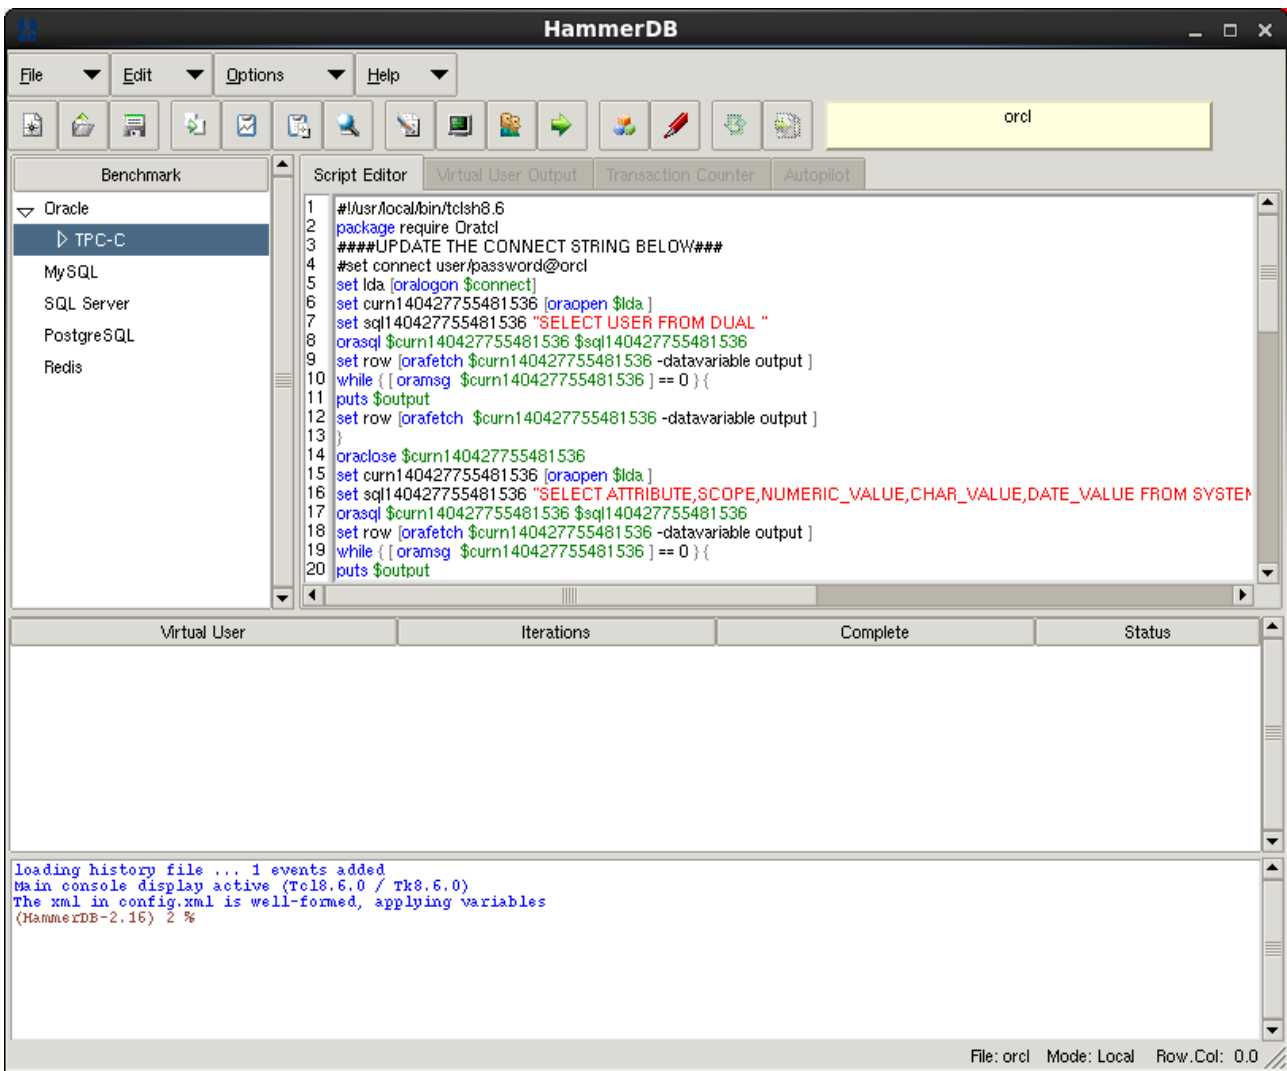 HammerDB
File Edit Options Help
orcl
Benchmark
Oracle
TPC-C
MySQL
SQL Server
PostgreSQL
Redis
Script Editor Virtual User Output Transaction Counter Autopilot
1 #!/usr/local/bin/tclsh8.6
2 package require Oratcl
3 ####UPDATE THE CONNECT STRING BELOW###
4 #set connect user/password@orcl
5 set lda [oralogon $connect]
6 set curn140427755481536 [oraopen $lda ]
7 set sql140427755481536 "SELECT USER FROM DUAL "
8 orasql $curn140427755481536 $sql140427755481536
9 set row [orafetch $curn140427755481536 -datavariable output ]
10 while { [ oramsg  $curn140427755481536 ] == 0 } {
11 puts $output
12 set row [orafetch  $curn140427755481536 -datavariable output ]
13 }
14 oraclose $curn140427755481536
15 set curn140427755481536 [oraopen $lda ]
16 set sql140427755481536 "SELECT ATTRIBUTE,SCOPE,NUMERIC_VALUE,CHAR_VALUE,DATE_VALUE FROM SYSTEM
17 orasql $curn140427755481536 $sql140427755481536
18 set row [orafetch $curn140427755481536 -datavariable output ]
19 while { [ oramsg  $curn140427755481536 ] == 0 } {
20 puts $output
Virtual User Iterations Complete Status
loading history file ... 1 events added
Main console display active (Tcl8.6.0 / Tk8.6.0)
The xml in config.xml is well-formed, applying variables
(HammerDB-2.16) 2 %
File: orcl Mode: Local Row.Col: 0.0